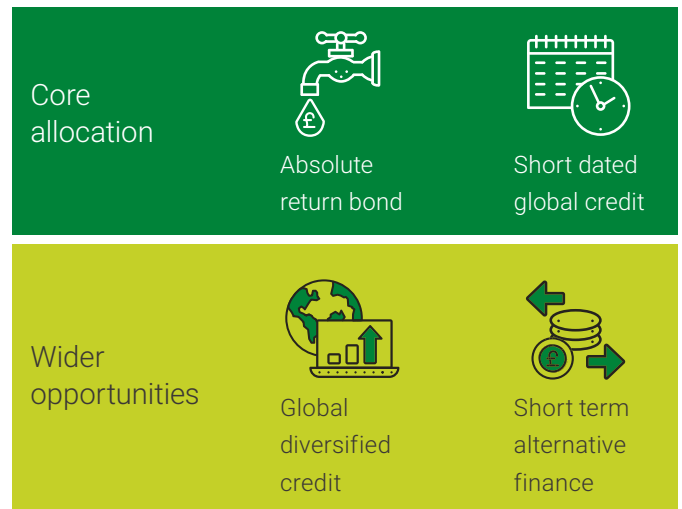 Core
allocation
£
Absolute
return bond
Short dated
global credit
Wider
opportunities
£
Global
diversified
credit
Short term
alternative
finance